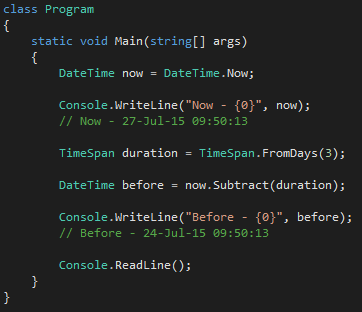 class Program
{
    static void Main(string[] args)
    {
        DateTime now = DateTime.Now;
        Console.WriteLine("Now - {0}", now);
        // Now - 27-Jul-15 09:50:13
        TimeSpan duration = TimeSpan.FromDays(3);
        DateTime before = now.Subtract(duration);
        Console.WriteLine("Before - {0}", before);
        // Before - 24-Jul-15 09:50:13
        Console.ReadLine();
    }
}